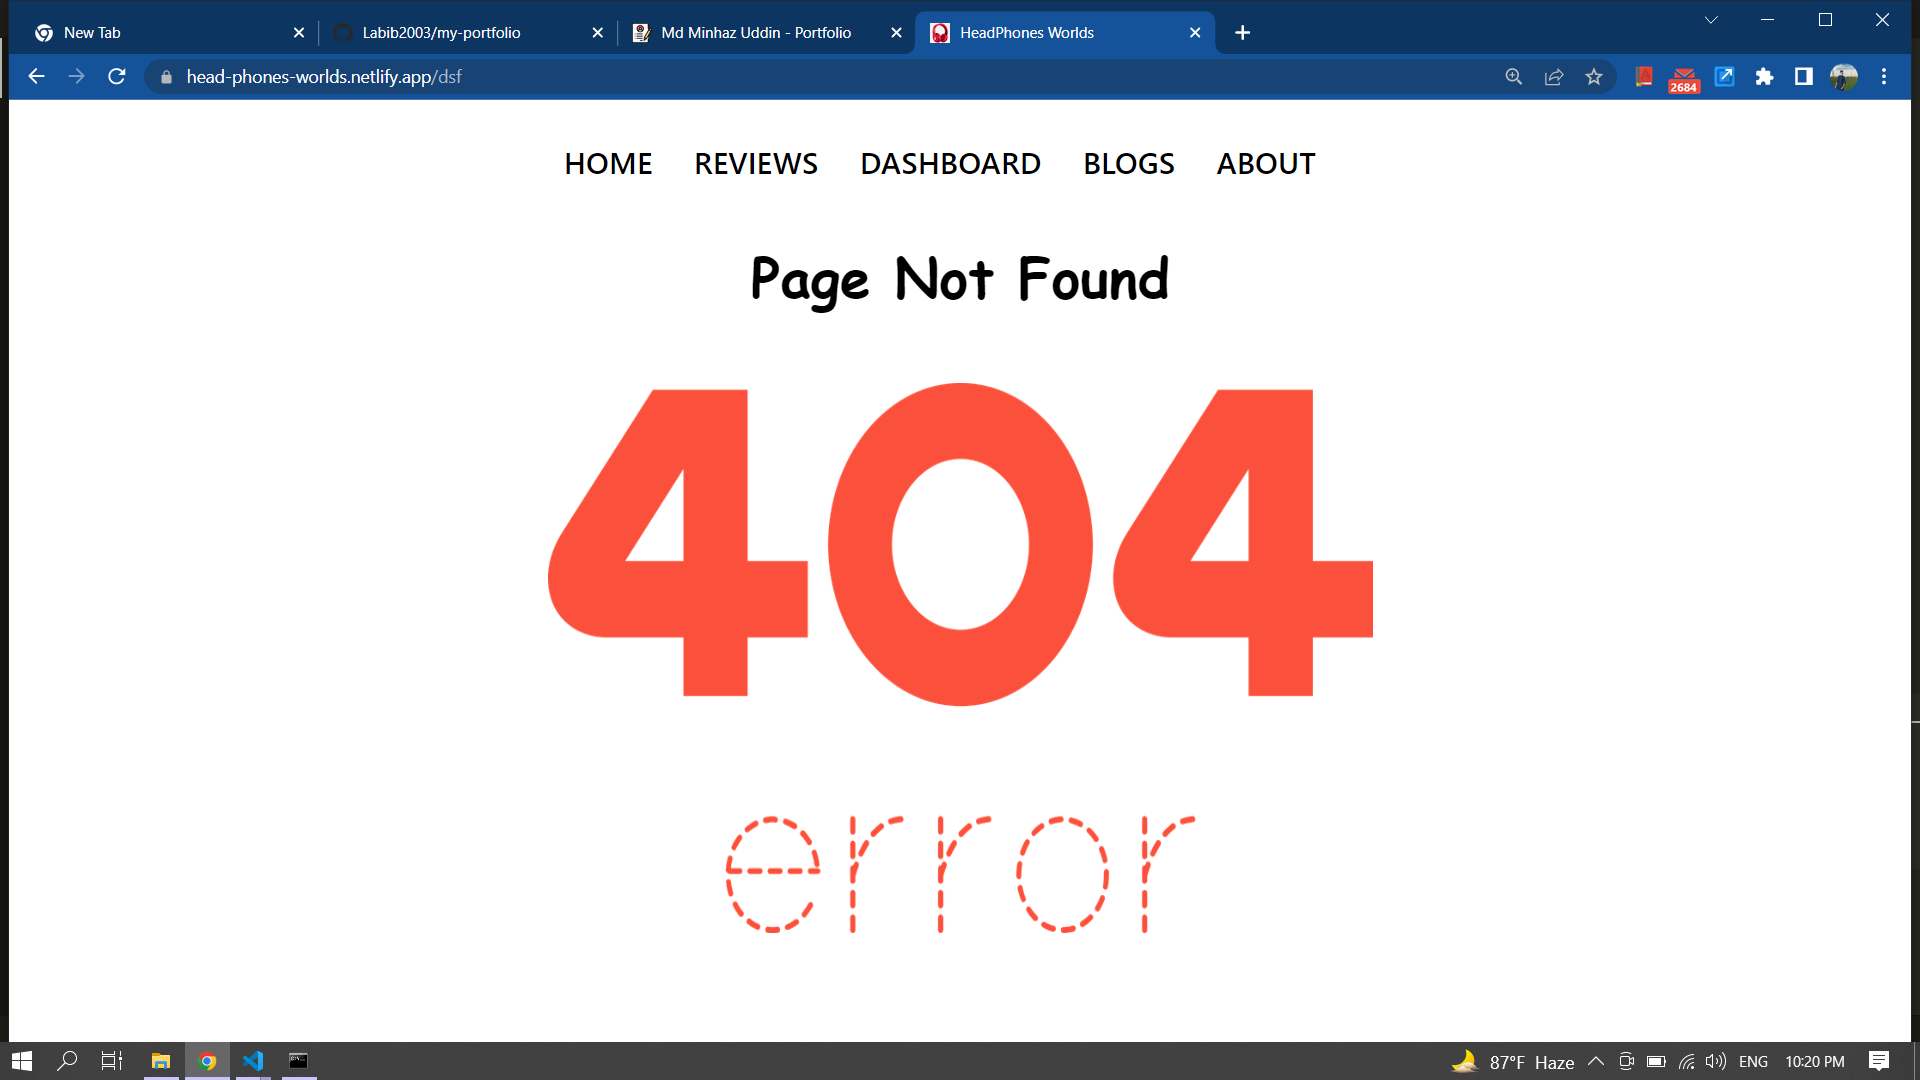 New Tab
Labib2003/my-portfolio
Md Minhaz Uddin - Portfolio
HeadPhones Worlds
head-phones-worlds.netlify.app/dsf
2684
HOME REVIEWS DASHBOARD BLOGS ABOUT
Page Not Found
404
error
87°F Haze
ENG
10:20 PM